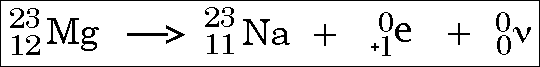 ²³₁₂Mg ⟶ ²³₁₁Na + ⁰₊₁e + ⁰₀ν